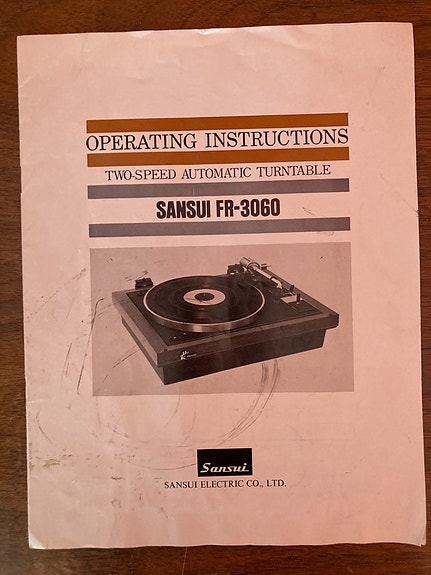 OPERATING INSTRUCTIONS
TWO-SPEED AUTOMATIC TURNTABLE
SANSUI FR-3060
Sansui
SANSUI ELECTRIC CO., LTD.